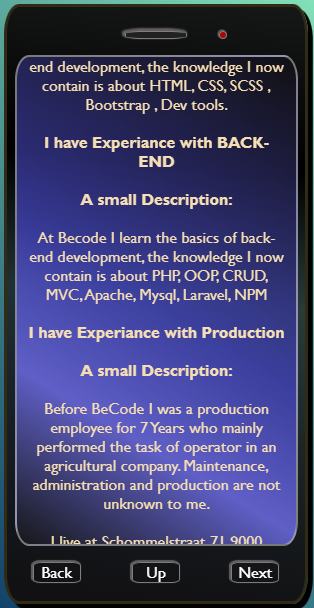 end development, the knowledge I now
contain is about HTML, CSS, SCSS ,
Bootstrap , Dev tools.
I have Experiance with BACK-
END
A small Description:
At Becode I learn the basics of back-
end development, the knowledge I now
contain is about PHP, OOP, CRUD,
MVC, Apache, Mysql, Laravel, NPM
I have Experiance with Production
A small Description:
Before BeCode I was a production
employee for 7 Years who mainly
performed the task of operator in an
agricultural company. Maintenance,
administration and production are not
unknown to me.
I live at Schommelstraat 71 9000
Back Up Next